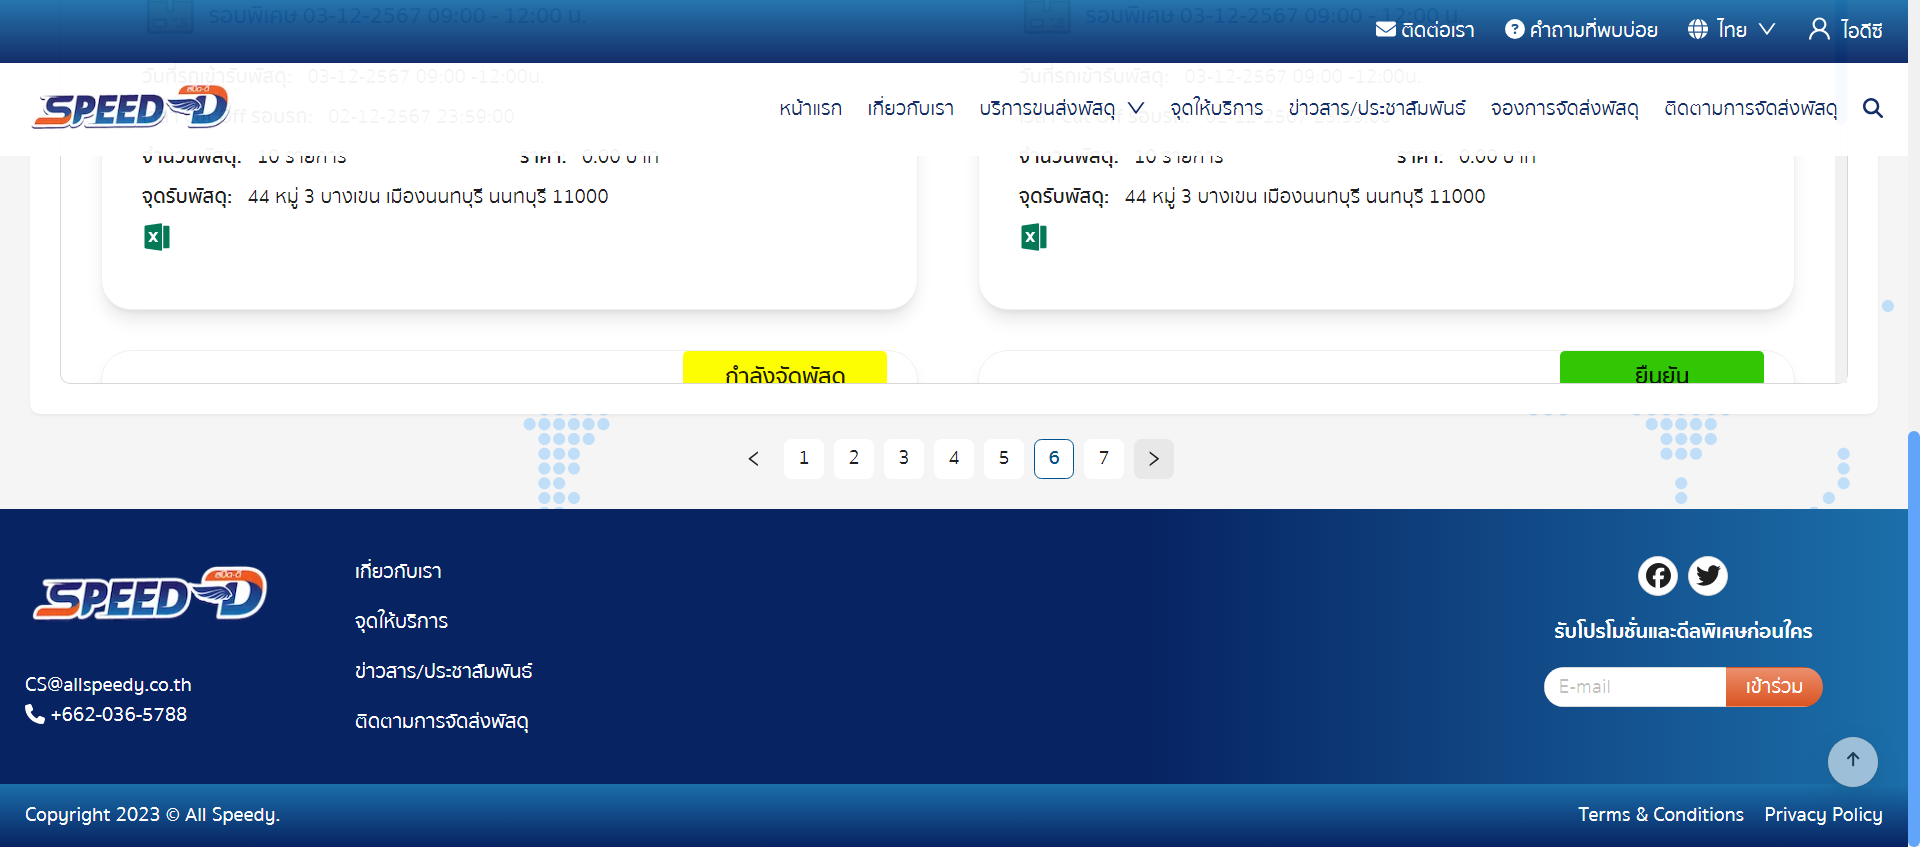 รอบพิเศษ 03-12-2567 09:00 - 12:00 น.
รอบพิเศษ 03-12-2567 09:00 - 12:00 น.
ติดต่อเรา
คำถามที่พบบ่อย
ไทย
ไอดีซี
วันที่รถเข้ารับพัสดุ: 03-12-2567 09:00 -12:00น.
วันที่รถเข้ารับพัสดุ: 03-12-2567 09:00 -12:00น.
สปีด-ดี
SPEED-D
หน้าแรก
เกี่ยวกับเรา
บริการขนส่งพัสดุ
จุดให้บริการ
ข่าวสาร/ประชาสัมพันธ์
จองการจัดส่งพัสดุ
ติดตามการจัดส่งพัสดุ
off รอบรถ: 02-12-2567 23:59:00
จำนวนพัสดุ: 10 รายการ ราคา: 0.00 บาท
จำนวนพัสดุ: 10 รายการ ราคา: 0.00 บาท
จุดรับพัสดุ: 44 หมู่ 3 บางเขน เมืองนนทบุรี นนทบุรี 11000
จุดรับพัสดุ: 44 หมู่ 3 บางเขน เมืองนนทบุรี นนทบุรี 11000
กำลังจัดพัสดุ
ยืนยัน
1 2 3 4 5 6 7
สปีด-ดี
SPEED-D
CS@allspeedy.co.th
+662-036-5788
เกี่ยวกับเรา
จุดให้บริการ
ข่าวสาร/ประชาสัมพันธ์
ติดตามการจัดส่งพัสดุ
รับโปรโมชั่นและดีลพิเศษก่อนใคร
E-mail
เข้าร่วม
Copyright 2023 © All Speedy.
Terms & Conditions
Privacy Policy